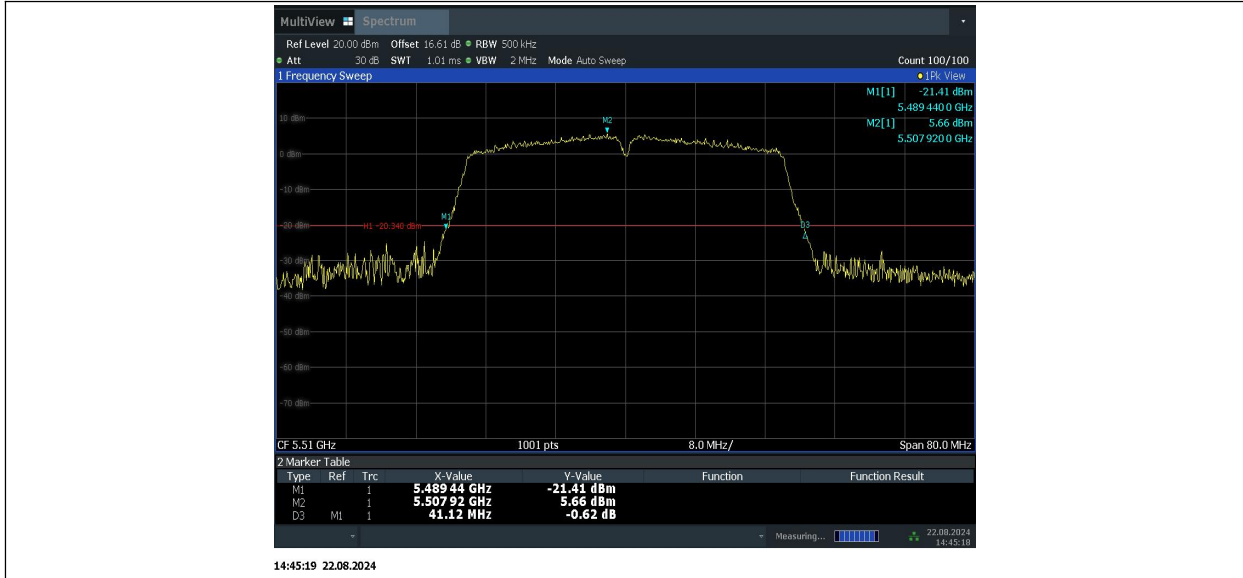 MultiView Spectrum
Ref Level 20.00 dBm Offset 16.61 dB RBW 500 kHz
Att 30 dB SWT 1.01 ms VBW 2 MHz Mode Auto Sweep Count 100/100
1 Frequency Sweep 1Pk View
M1[1] -21.41 dBm
5.489 440 0 GHz
10 dBm M2 M2[1] 5.66 dBm
5.507 920 0 GHz
0 dBm
-10 dBm
M1
-20 dBm H1 -20.340 dBm D3
-30 dBm
-40 dBm
-50 dBm
-60 dBm
-70 dBm
CF 5.51 GHz 1001 pts 8.0 MHz/ Span 80.0 MHz
2 Marker Table
Type Ref Trc X-Value Y-Value Function Function Result
M1 1 5.489 44 GHz -21.41 dBm
M2 1 5.507 92 GHz 5.66 dBm
D3 M1 1 41.12 MHz -0.62 dB
Measuring... 22.08.2024
14:45:18
14:45:19 22.08.2024